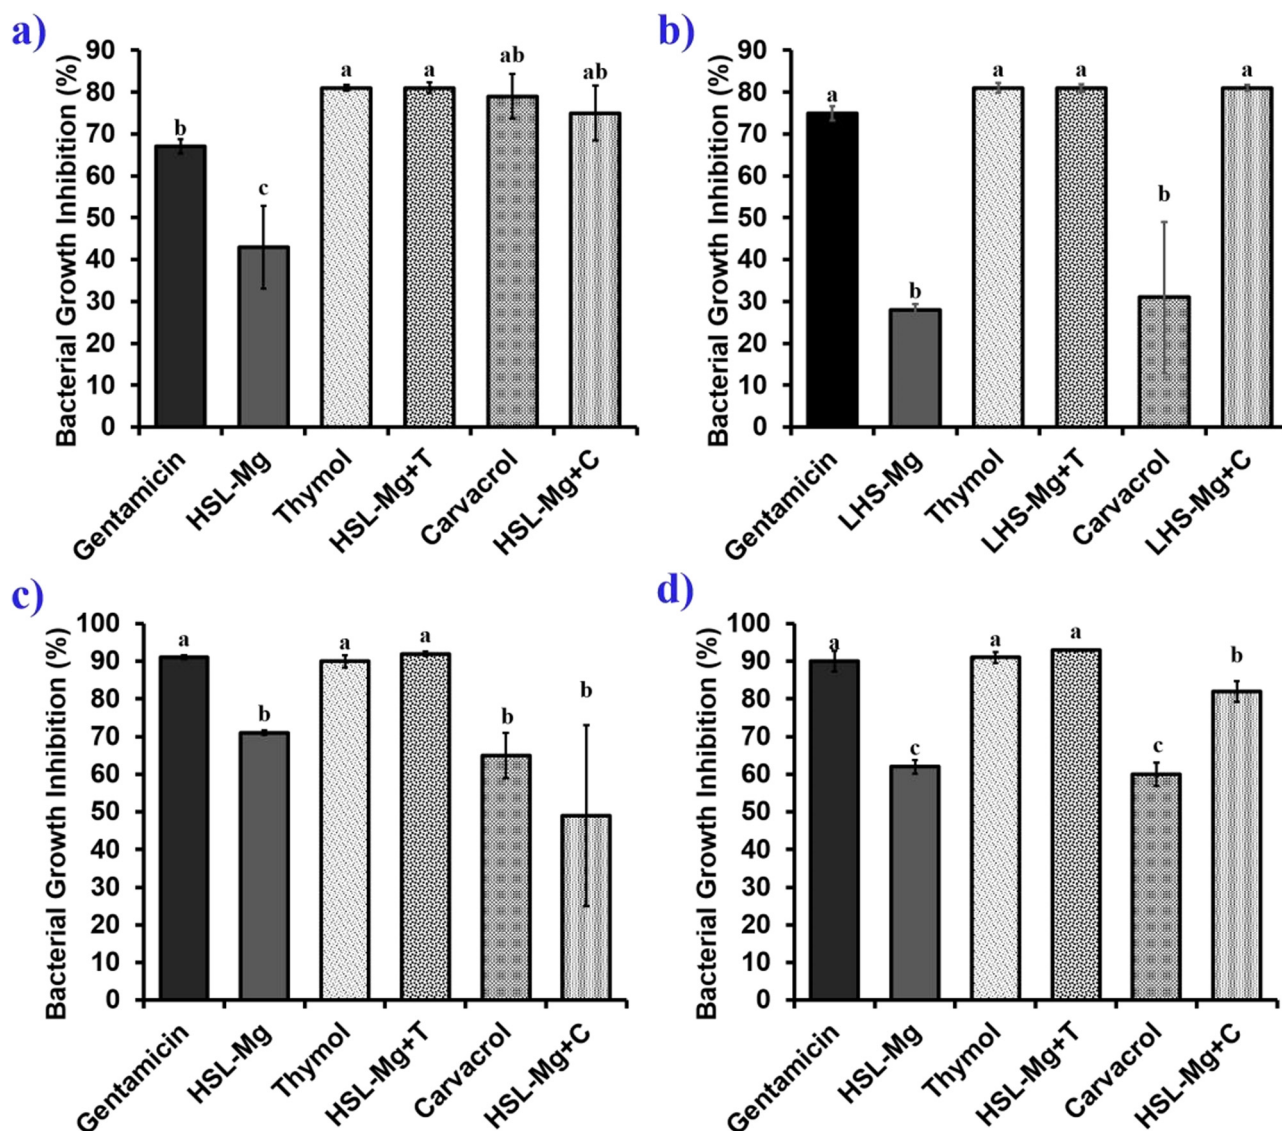 a)
Bacterial Growth Inhibition (%)
90
80
70
60
50
40
30
20
10
0
b
c
a
a
ab
ab
Gentamicin
HSL-Mg
Thymol
HSL-Mg+T
Carvacrol
HSL-Mg+C
b)
Bacterial Growth Inhibition (%)
90
80
70
60
50
40
30
20
10
0
a
b
a
a
b
a
Gentamicin
LHS-Mg
Thymol
LHS-Mg+T
Carvacrol
LHS-Mg+C
c)
Bacterial Growth Inhibition (%)
100
90
80
70
60
50
40
30
20
10
0
a
b
a
a
b
b
Gentamicin
HSL-Mg
Thymol
HSL-Mg+T
Carvacrol
HSL-Mg+C
d)
Bacterial Growth Inhibition (%)
100
90
80
70
60
50
40
30
20
10
0
a
c
a
a
c
b
Gentamicin
HSL-Mg
Thymol
HSL-Mg+T
Carvacrol
HSL-Mg+C